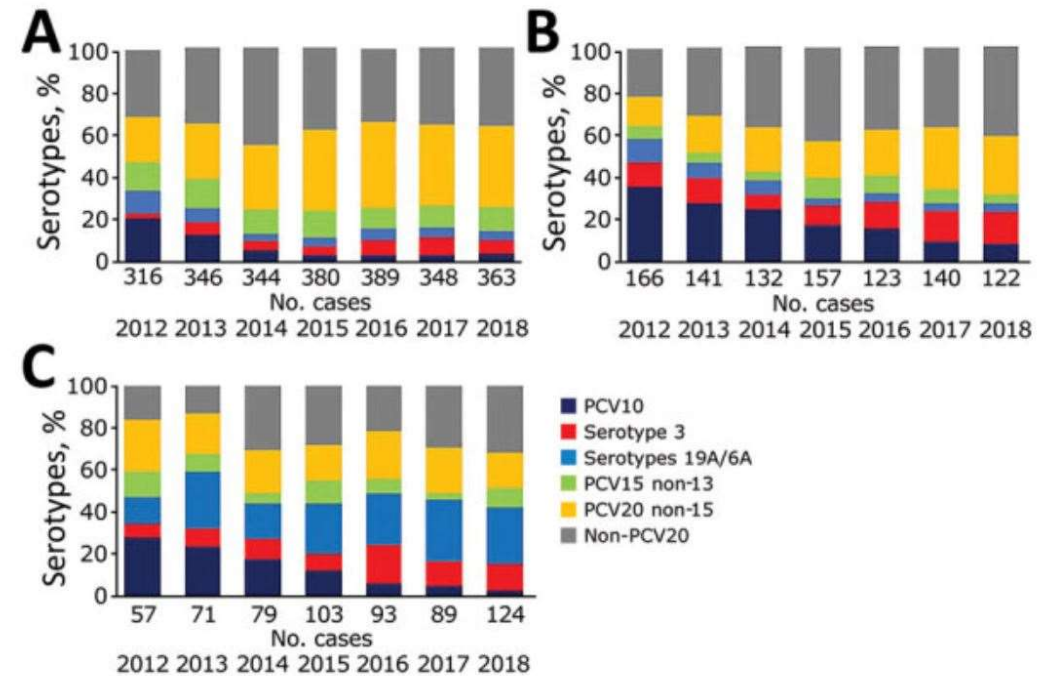 A
Serotypes, %
100
80
60
40
20
0
316 346 344 380 389 348 363
No. cases
2012 2013 2014 2015 2016 2017 2018
B
Serotypes, %
100
80
60
40
20
0
166 141 132 157 123 140 122
No. cases
2012 2013 2014 2015 2016 2017 2018
C
Serotypes, %
100
80
60
40
20
0
57 71 79 103 93 89 124
No. cases
2012 2013 2014 2015 2016 2017 2018
PCV10
Serotype 3
Serotypes 19A/6A
PCV15 non-13
PCV20 non-15
Non-PCV20